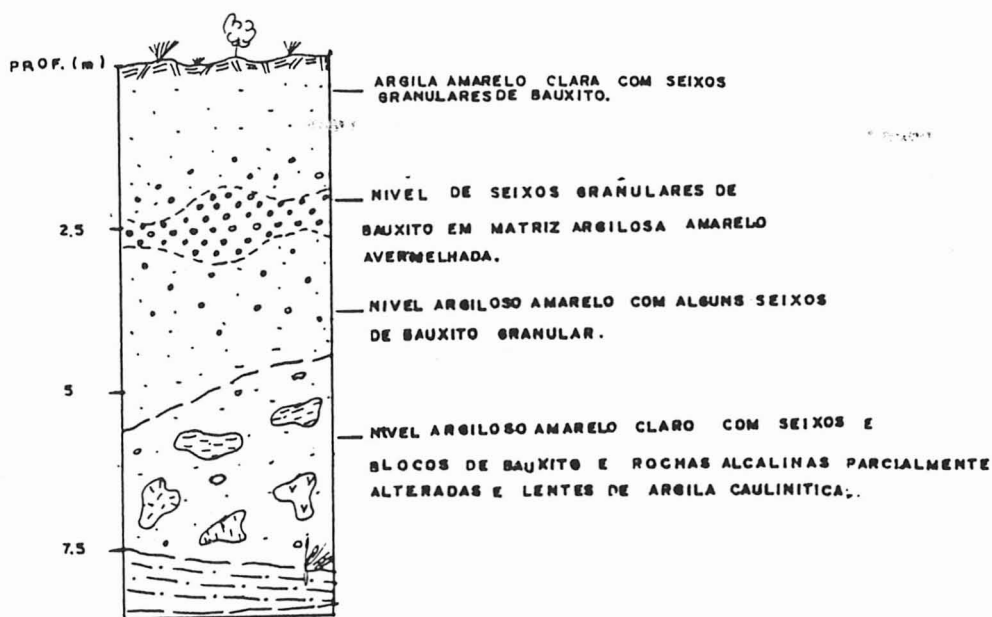 PROF. (m)
ARGILA AMARELO CLARA COM SEIXOS
GRANULARES DE BAUXITO.
NIVEL DE SEIXOS GRANULARES DE
BAUXITO EM MATRIZ ARGILOSA AMARELO
AVERMELHADA.
2,5
NIVEL ARGILOSO AMARELO COM ALGUNS SEIXOS
DE BAUXITO GRANULAR.
5
NIVEL ARGILOSO AMARELO CLARO COM SEIXOS E
BLOCOS DE BAUXITO E ROCHAS ALCALINAS PARCIALMENTE
ALTERADAS E LENTES DE ARGILA CAULINITICA.
7.5